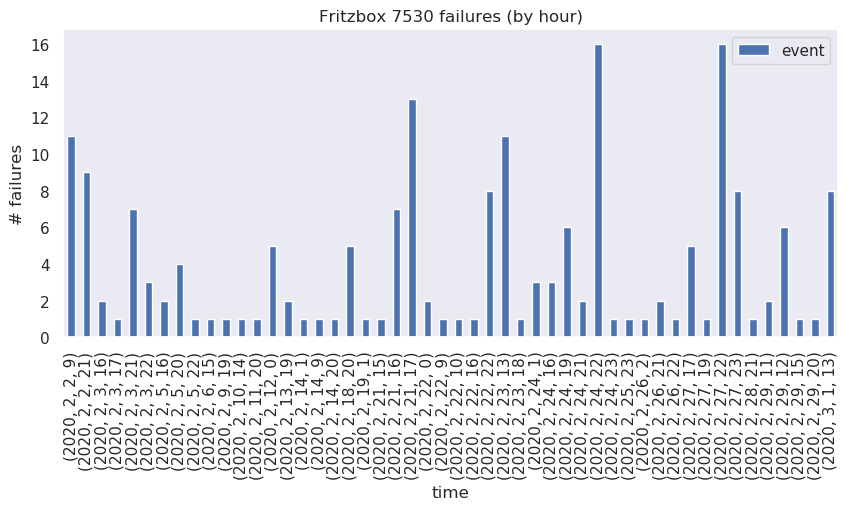 Fritzbox 7530 failures (by hour)
event
# failures
16
14
12
10
8
6
4
2
0
(2020, 2, 2, 9)
(2020, 2, 2, 21)
(2020, 2, 3, 16)
(2020, 2, 3, 17)
(2020, 2, 3, 21)
(2020, 2, 3, 22)
(2020, 2, 5, 16)
(2020, 2, 5, 20)
(2020, 2, 5, 22)
(2020, 2, 6, 15)
(2020, 2, 9, 19)
(2020, 2, 10, 14)
(2020, 2, 11, 20)
(2020, 2, 12, 0)
(2020, 2, 13, 19)
(2020, 2, 14, 1)
(2020, 2, 14, 9)
(2020, 2, 14, 20)
(2020, 2, 18, 20)
(2020, 2, 19, 1)
(2020, 2, 21, 15)
(2020, 2, 21, 16)
(2020, 2, 21, 17)
(2020, 2, 22, 0)
(2020, 2, 22, 9)
(2020, 2, 22, 10)
(2020, 2, 22, 16)
(2020, 2, 22, 22)
(2020, 2, 23, 13)
(2020, 2, 23, 18)
(2020, 2, 24, 1)
(2020, 2, 24, 16)
(2020, 2, 24, 19)
(2020, 2, 24, 21)
(2020, 2, 24, 22)
(2020, 2, 24, 23)
(2020, 2, 25, 23)
(2020, 2, 26, 2)
(2020, 2, 26, 21)
(2020, 2, 26, 22)
(2020, 2, 27, 17)
(2020, 2, 27, 19)
(2020, 2, 27, 22)
(2020, 2, 27, 23)
(2020, 2, 28, 21)
(2020, 2, 29, 11)
(2020, 2, 29, 12)
(2020, 2, 29, 15)
(2020, 2, 29, 20)
(2020, 3, 1, 13)
time